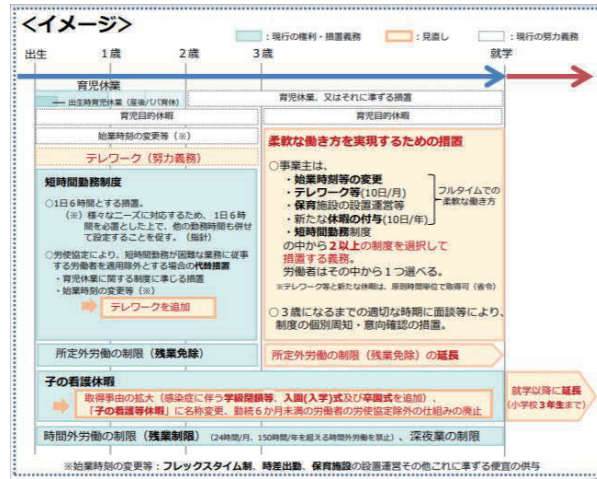 <イメージ>
：現行の権利・措置義務
：見直し
：現行の努力義務
出生
1歳
2歳
3歳
就学
育児休業
出生時育児休業（産後パパ育休）
育児休業、又はそれに準ずる措置
育児目的休暇
育児目的休暇
始業時刻の変更等（※）
テレワーク（努力義務）
短時間勤務制度
○1日6時間とする措置。
（※）様々なニーズに対応するため、1日6時
間を必置とした上で、他の勤務時間も併せ
て設定することを促す。（指針）
○労使協定により、短時間勤務が困難な業務に従事
する労働者を適用除外とする場合の代替措置
・育児休業に関する制度に準じる措置
・始業時刻の変更等（※）
テレワークを追加
柔軟な働き方を実現するための措置
○事業主は、
・始業時刻等の変更
・テレワーク等(10日/月)
・保育施設の設置運営等
・新たな休暇の付与(10日/年)
・短時間勤務制度
フルタイムでの
柔軟な働き方
の中から２以上の制度を選択して
措置する義務。
労働者はその中から１つ選べる。
※テレワーク等と新たな休暇は、原則時間単位で取得可（省令）
○３歳になるまでの適切な時期に面談等により、
制度の個別周知・意向確認の措置。
所定外労働の制限（残業免除）
所定外労働の制限（残業免除）の延長
子の看護休暇
取得事由の拡大（感染症に伴う学級閉鎖等、入園(入学)式及び卒園式を追加）、
「子の看護等休暇」に名称変更、勤続６か月未満の労働者の労使協定除外の仕組みの廃止
就学以降に延長
（小学校３年生まで）
時間外労働の制限（残業制限）（24時間/月、150時間/年を超える時間外労働を禁止）、深夜業の制限
※始業時刻の変更等：フレックスタイム制、時差出勤、保育施設の設置運営その他これに準ずる便宜の供与